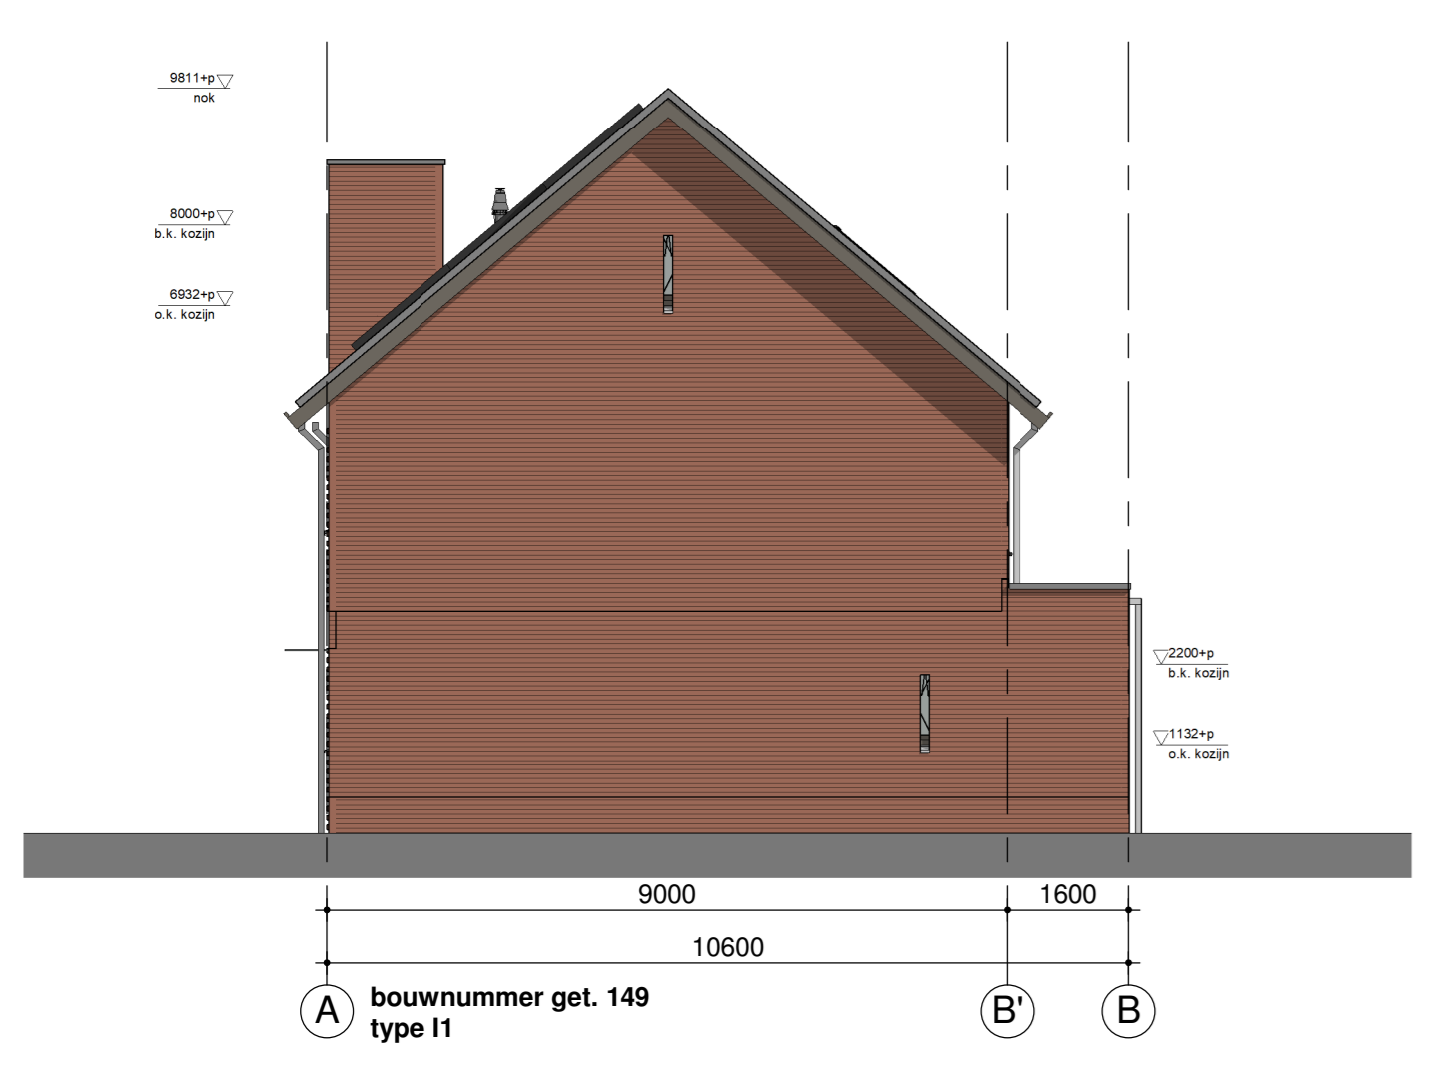 9811+p
nok
8000+p
b.k. kozijn
6932+p
o.k. kozijn
2200+p
b.k. kozijn
1132+p
o.k. kozijn
9000 1600
10600
A bouwnummer get. 149 B' B
type I1